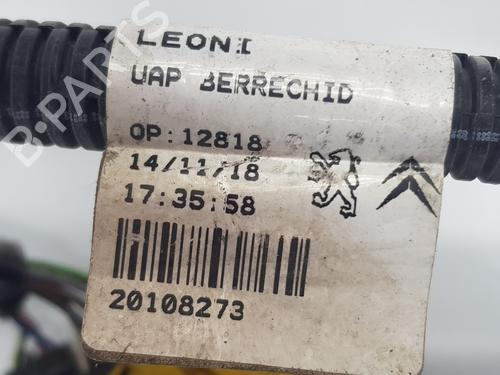 LEONI
UAP BERRECHID
OP:12818
14/11/18
17:35:58
20108273
B-PARTS